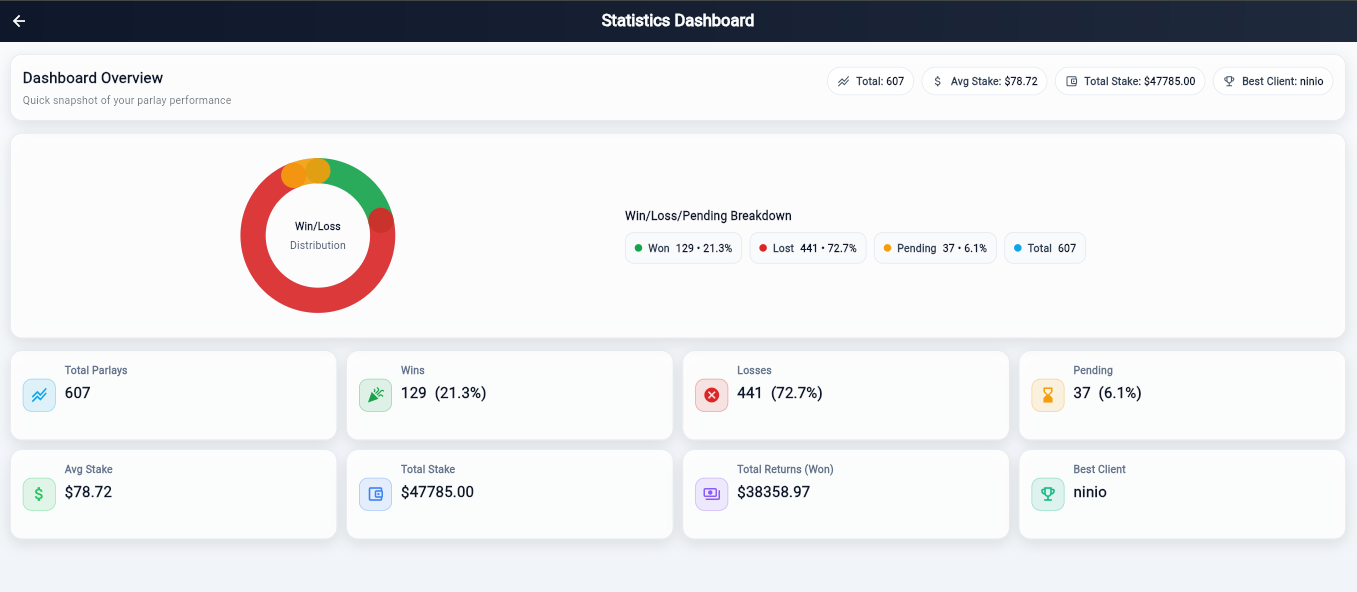 Statistics Dashboard
Dashboard Overview
Quick snapshot of your parlay performance
Total: 607
Avg Stake: $78.72
Total Stake: $47785.00
Best Client: ninio
Win/Loss
Distribution
Win/Loss/Pending Breakdown
Won 129 • 21.3%
Lost 441 • 72.7%
Pending 37 • 6.1%
Total 607
Total Parlays
607
Wins
129 (21.3%)
Losses
441 (72.7%)
Pending
37 (6.1%)
Avg Stake
$78.72
Total Stake
$47785.00
Total Returns (Won)
$38358.97
Best Client
ninio